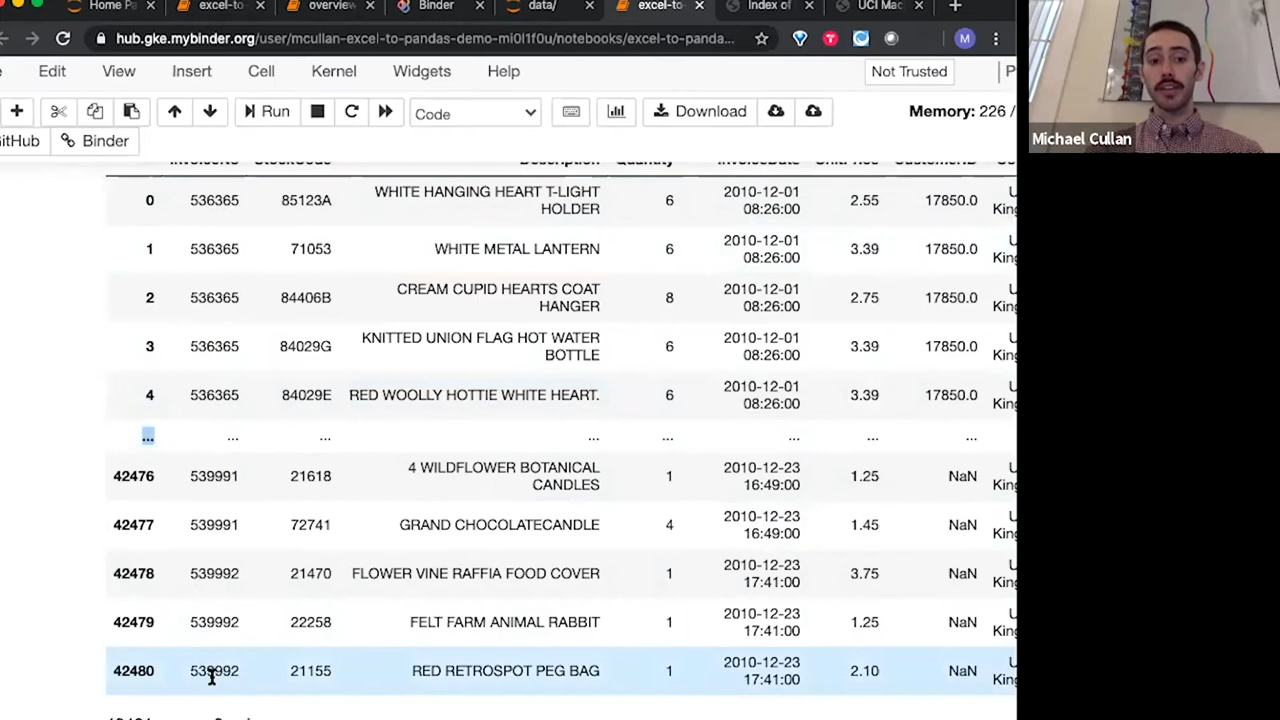 Home Pa
excel-to-
overview
Binder
data/
excel-to-
Index of
UCI Mac
hub.gke.mybinder.org/user/mcullan-excel-to-pandas-demo-mi0l1f0u/notebooks/excel-to-panda...
M
Edit View Insert Cell Kernel Widgets Help Not Trusted
Run Code Download Memory: 226 /
GitHub Binder
InvoiceNo StockCode Description Quantity InvoiceDate UnitPrice CustomerID
0 536365 85123A WHITE HANGING HEART T-LIGHT HOLDER 6 2010-12-01 08:26:00 2.55 17850.0
1 536365 71053 WHITE METAL LANTERN 6 2010-12-01 08:26:00 3.39 17850.0
2 536365 84406B CREAM CUPID HEARTS COAT HANGER 8 2010-12-01 08:26:00 2.75 17850.0
3 536365 84029G KNITTED UNION FLAG HOT WATER BOTTLE 6 2010-12-01 08:26:00 3.39 17850.0
4 536365 84029E RED WOOLLY HOTTIE WHITE HEART. 6 2010-12-01 08:26:00 3.39 17850.0
... ... ... ... ... ... ... ...
42476 539991 21618 4 WILDFLOWER BOTANICAL CANDLES 1 2010-12-23 16:49:00 1.25 NaN
42477 539991 72741 GRAND CHOCOLATECANDLE 4 2010-12-23 16:49:00 1.45 NaN
42478 539992 21470 FLOWER VINE RAFFIA FOOD COVER 1 2010-12-23 17:41:00 3.75 NaN
42479 539992 22258 FELT FARM ANIMAL RABBIT 1 2010-12-23 17:41:00 1.25 NaN
42480 539992 21155 RED RETROSPOT PEG BAG 1 2010-12-23 17:41:00 2.10 NaN
Michael Cullan